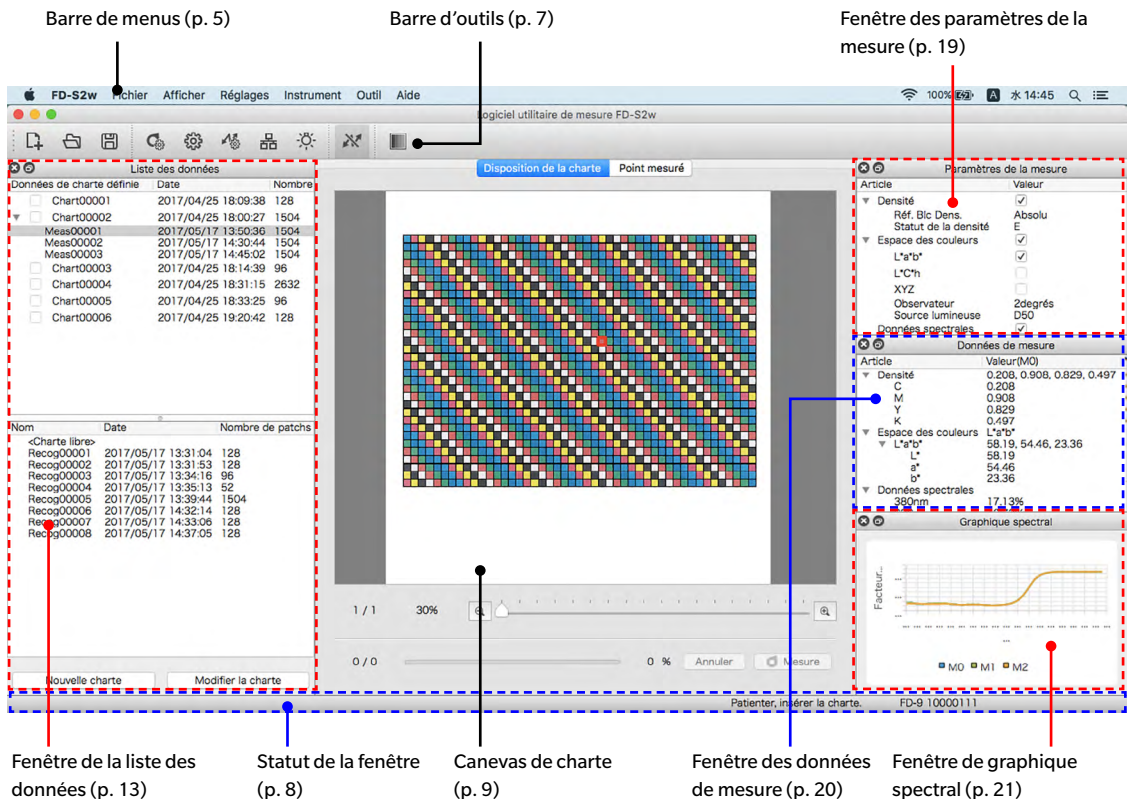 Barre de menus (p. 5)
Barre d'outils (p. 7)
Fenêtre des paramètres de la
mesure (p. 19)
FD-S2w Fichier Afficher Réglages Instrument Outil Aide
100% A 水14:45
Logiciel utilitaire de mesure FD-S2w
Liste des données
Données de charte définie Date Nombre
Chart00001 2017/04/25 18:09:38 128
Chart00002 2017/04/25 18:00:27 1504
Meas00001 2017/05/17 13:50:36 1504
Meas00002 2017/05/17 14:30:44 1504
Meas00003 2017/05/17 14:45:02 1504
Chart00003 2017/04/25 18:14:39 96
Chart00004 2017/04/25 18:31:15 2632
Chart00005 2017/04/25 18:33:25 96
Chart00006 2017/04/25 19:20:42 128
Nom Date Nombre de patchs
<Charte libre>
Recog00001 2017/05/17 13:31:04 128
Recog00002 2017/05/17 13:31:53 128
Recog00003 2017/05/17 13:34:16 96
Recog00004 2017/05/17 13:35:13 52
Recog00005 2017/05/17 13:39:44 1504
Recog00006 2017/05/17 14:32:14 128
Recog00007 2017/05/17 14:33:06 128
Recog00008 2017/05/17 14:37:05 128
Nouvelle charte Modifier la charte
Disposition de la charte Point mesuré
1 / 1 30%
0 / 0 0 % Annuler Mesure
Paramètres de la mesure
Article Valeur
Densité
Réf. Blc Dens. Absolu
Statut de la densité E
Espace des couleurs
L*a*b*
L*C*h
XYZ
Observateur 2degrés
Source lumineuse D50
Données spectrales
Données de mesure
Article Valeur(M0)
Densité 0.208, 0.908, 0.829, 0.497
C 0.208
M 0.908
Y 0.829
K 0.497
Espace des couleurs L*a*b*
L*a*b* 58.19, 54.46, 23.36
L* 58.19
a* 54.46
b* 23.36
Données spectrales
380nm 17.13%
Graphique spectral
Facteur...
... ...
... ... ... ... ... ... ... ... ... ... ... ...
...
M0 M1 M2
Patienter, insérer la charte. FD-9 10000111
Fenêtre de la liste des
données (p. 13)
Statut de la fenêtre
(p. 8)
Canevas de charte
(p. 9)
Fenêtre des données
de mesure (p. 20)
Fenêtre de graphique
spectral (p. 21)